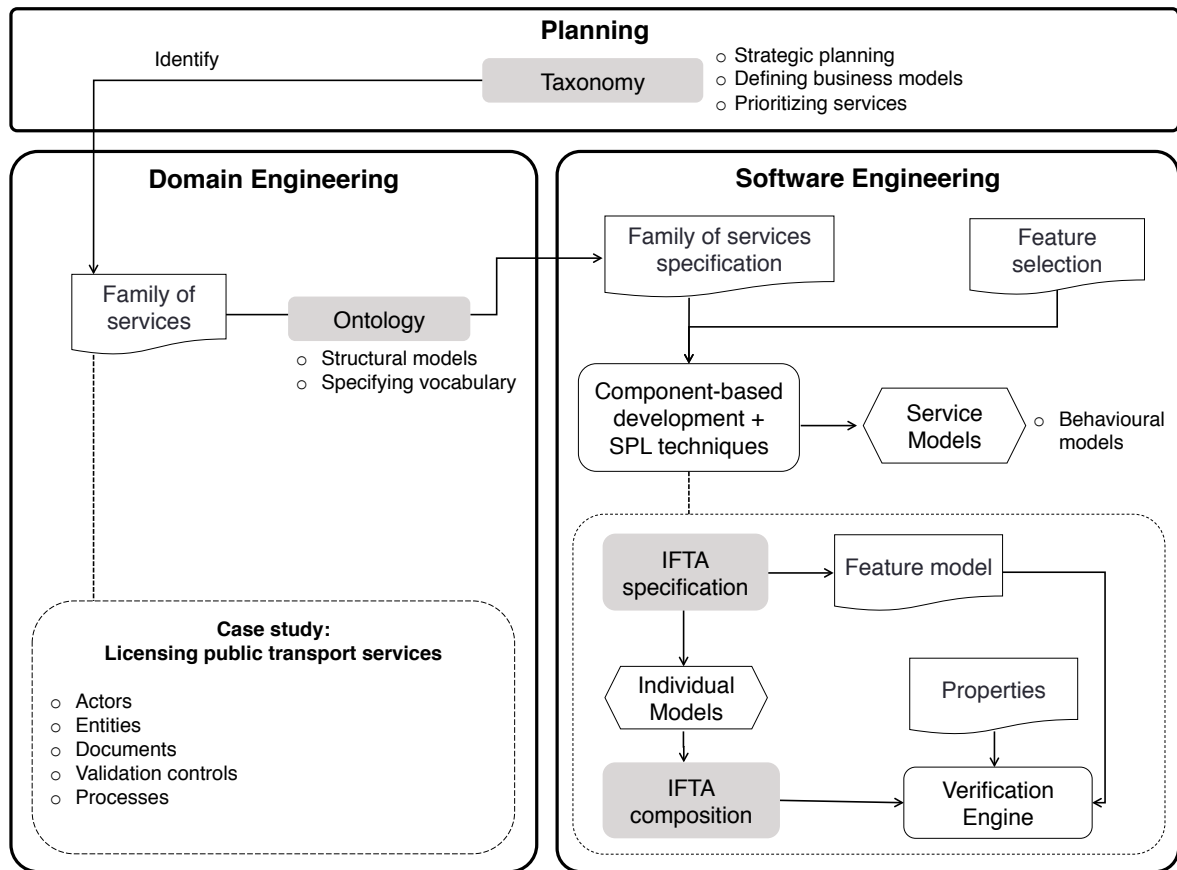 Planning
Identify
Taxonomy
○ Strategic planning
○ Defining business models
○ Prioritizing services
Domain Engineering
Family of
services
Ontology
○ Structural models
○ Specifying vocabulary
Case study:
Licensing public transport services
○ Actors
○ Entities
○ Documents
○ Validation controls
○ Processes
Software Engineering
Family of services
specification
Feature
selection
Component-based
development +
SPL techniques
Service
Models
○ Behavioural
models
IFTA
specification
Feature model
Individual
Models
Properties
IFTA
composition
Verification
Engine